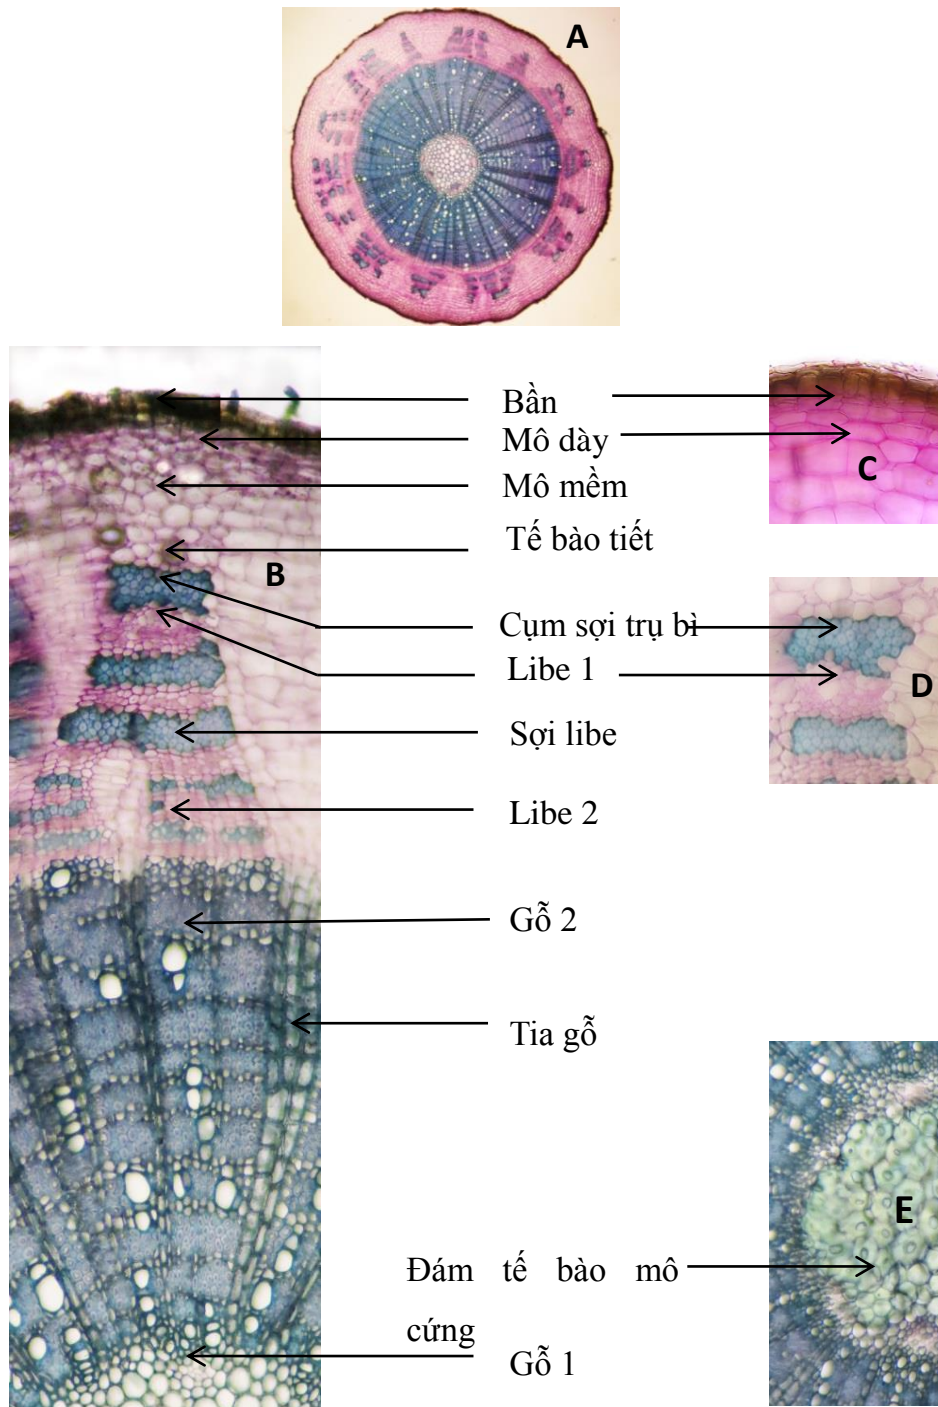 A
Bần
Mô dày
C
Mô mềm
Tế bào tiết
B
Cụm sợi trụ bì
Libe 1
D
Sợi libe
Libe 2
Gỗ 2
Tia gỗ
E
Đám tế bào mô
cứng
Gỗ 1